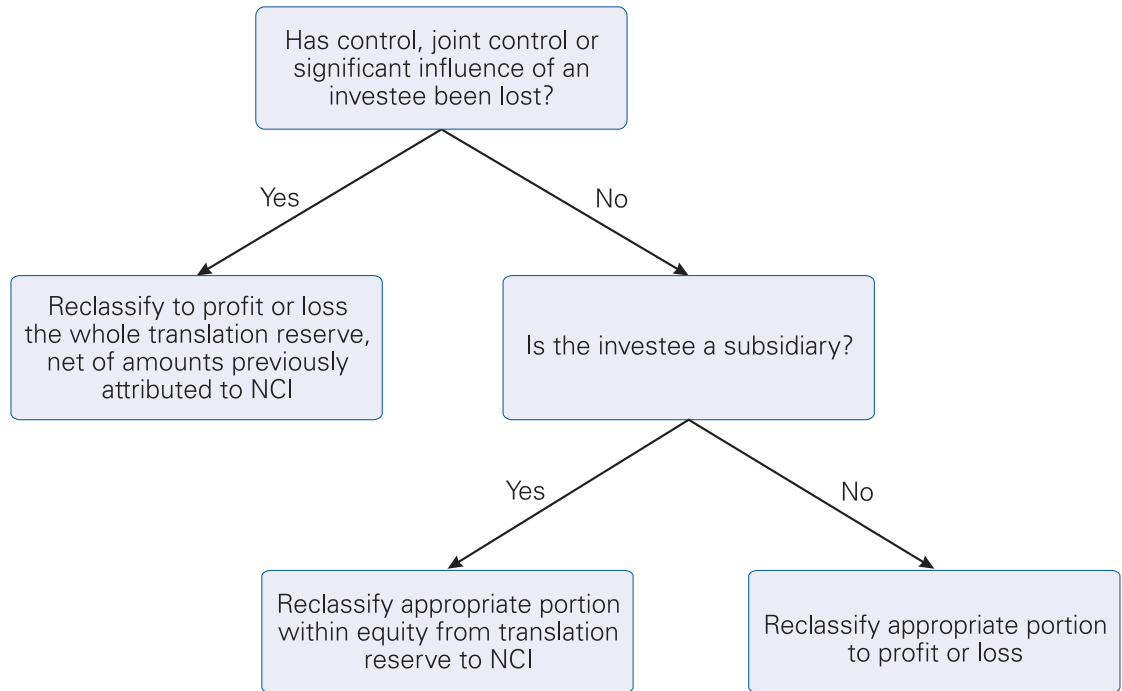 Has control, joint control or
significant influence of an
investee been lost?
Yes
No
Reclassify to profit or loss
the whole translation reserve,
net of amounts previously
attributed to NCI
Is the investee a subsidiary?
Yes
No
Reclassify appropriate portion
within equity from translation
reserve to NCI
Reclassify appropriate portion
to profit or loss